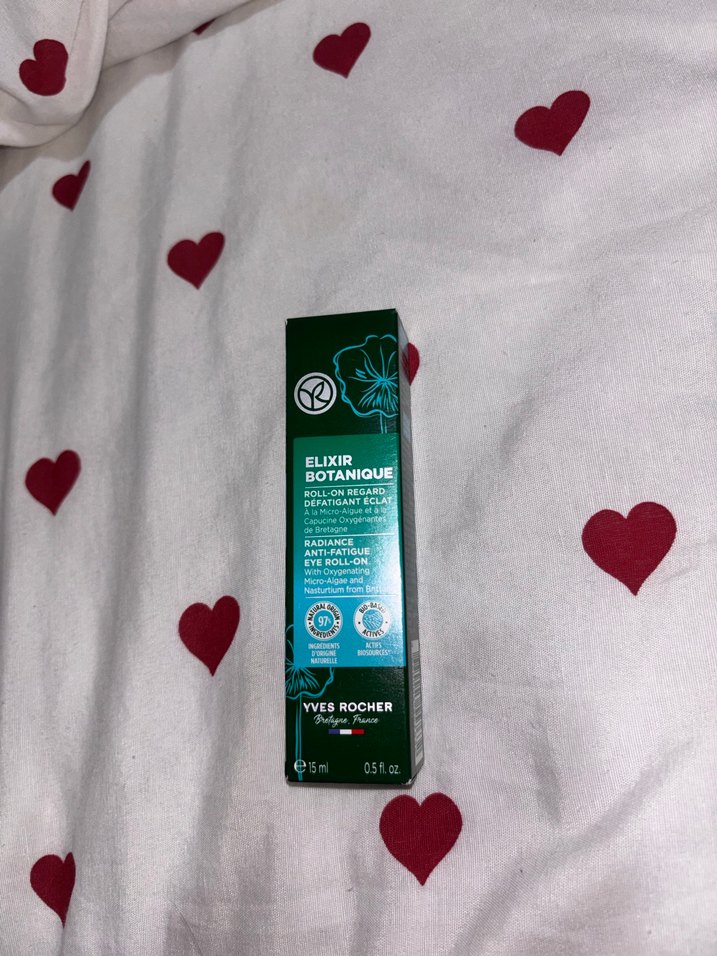 ELIXIR
BOTANIQUE
ROLL-ON REGARD
DÉFATIGANT ÉCLAT
À la Micro-Algue et à la
Capucine Oxygénantes
de Bretagne
RADIANCE
ANTI-FATIGUE
EYE ROLL-ON
With Oxygenating
Micro-Algae and
Nasturtium from
NATURAL ORIGIN
97%
INGREDIENTS
INGRÉDIENTS
D'ORIGINE
NATURELLE
BIO-BASED
ACTIVES
ACTIFS
BIOSOURCÉS
YVES ROCHER
Bretagne, France
e 15 ml 0.5 fl. oz.